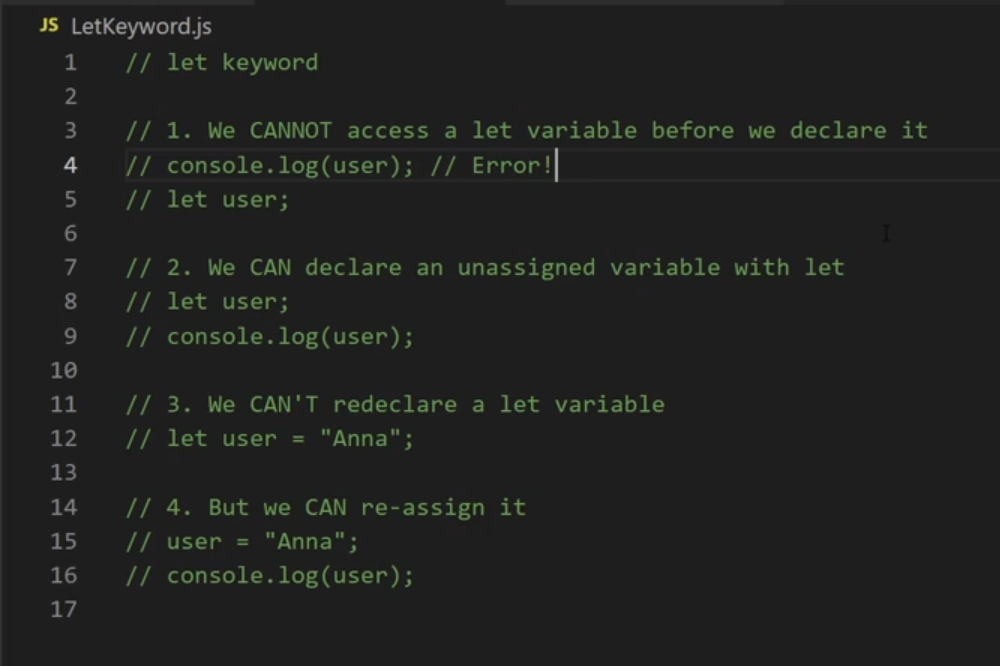 JS LetKeyword.js
1 // let keyword
2
3 // 1. We CANNOT access a let variable before we declare it
4 // console.log(user); // Error!
5 // let user;
6
7 // 2. We CAN declare an unassigned variable with let
8 // let user;
9 // console.log(user);
10
11 // 3. We CAN'T redeclare a let variable
12 // let user = "Anna";
13
14 // 4. But we CAN re-assign it
15 // user = "Anna";
16 // console.log(user);
17